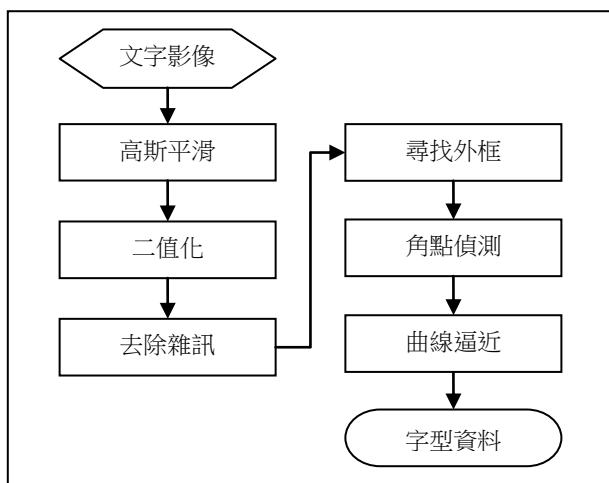 文字影像
高斯平滑
二值化
去除雜訊
尋找外框
角點偵測
曲線逼近
字型資料